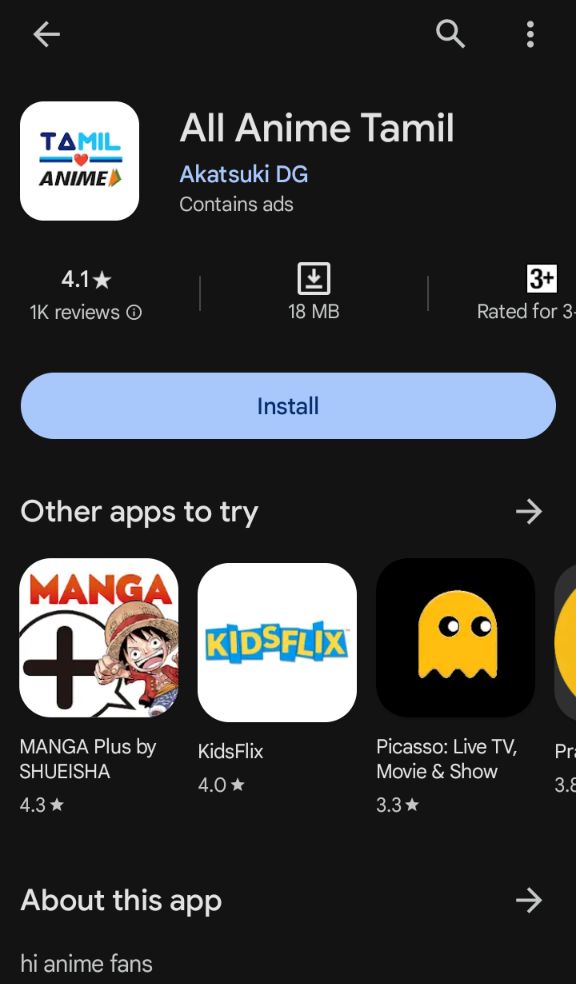 All Anime Tamil
TAMIL
ANIME
Akatsuki DG
Contains ads
4.1★
1K reviews
18 MB
3+
Rated for 3
Install
Other apps to try
MANGA
KIDSFLIX
MANGA Plus by
SHUEISHA
4.3★
KidsFlix
4.0★
Picasso: Live TV,
Movie & Show
3.3★
Pra
3.8
About this app
hi anime fans